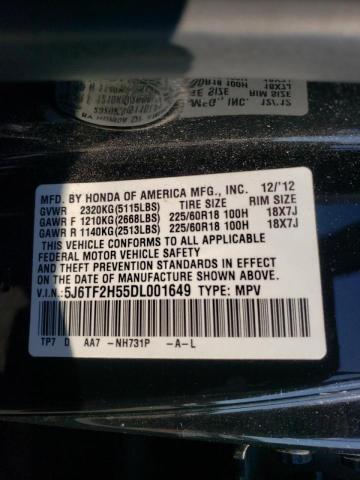 MFD. BY HONDA OF AMERICA MFG., INC. 12/'12
GVWR 2320KG(5115LBS) TIRE SIZE RIM SIZE
GAWR F 1210KG(2668LBS) 225/60R18 100H 18X7J
GAWR R 1140KG(2513LBS) 225/60R18 100H 18X7J
THIS VEHICLE CONFORMS TO ALL APPLICABLE
FEDERAL MOTOR VEHICLE SAFETY AND THEFT
PREVENTION STANDARDS IN EFFECT ON THE
DATE OF MANUFACTURE SHOWN ABOVE.
V.I.N.: 5J6TF2H55DL001649 TYPE: MPV
TP7 D AA7 -NH731P -A-L